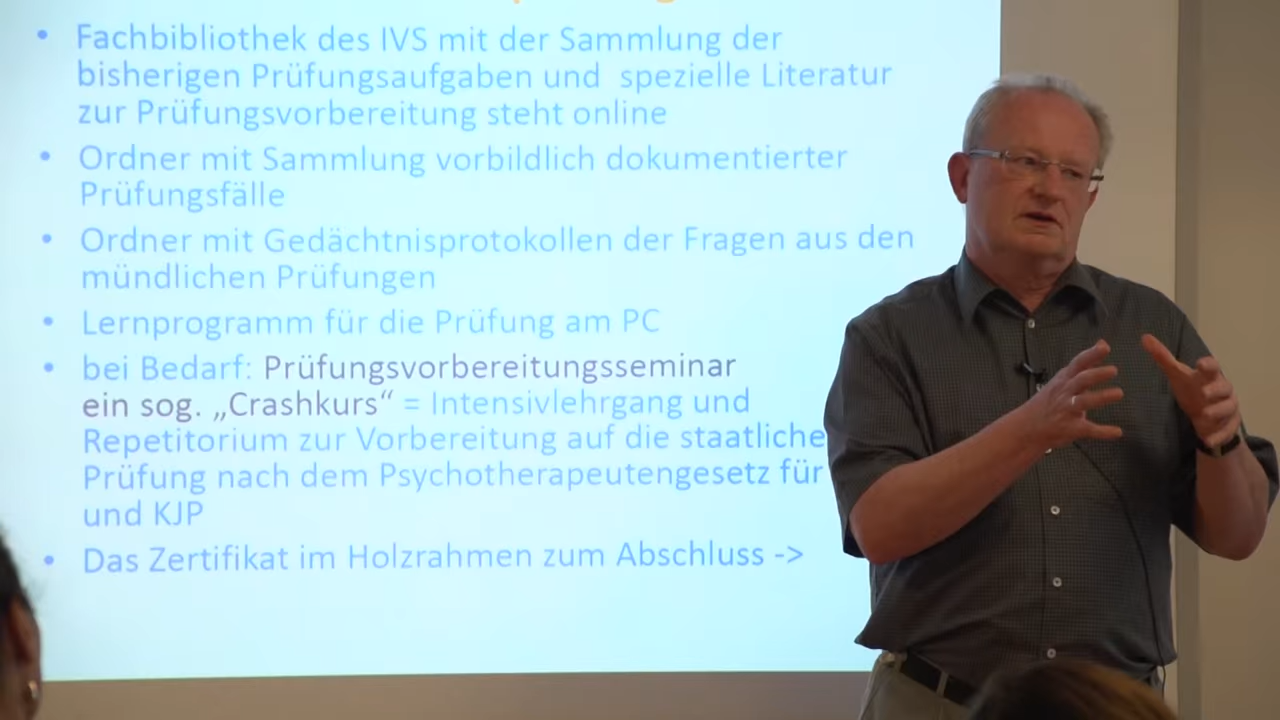 • Fachbibliothek des IVS mit der Sammlung der
bisherigen Prüfungsaufgaben und spezielle Literatur
zur Prüfungsvorbereitung steht online
• Ordner mit Sammlung vorbildlich dokumentierter
Prüfungsfälle
• Ordner mit Gedächtnisprotokollen der Fragen aus den
mündlichen Prüfungen
• Lernprogramm für die Prüfung am PC
• bei Bedarf: Prüfungsvorbereitungsseminar
ein sog. „Crashkurs“ = Intensivlehrgang und
Repetitorium zur Vorbereitung auf die staatliche
Prüfung nach dem Psychotherapeutengesetz für
und KJP
• Das Zertifikat im Holzrahmen zum Abschluss ->